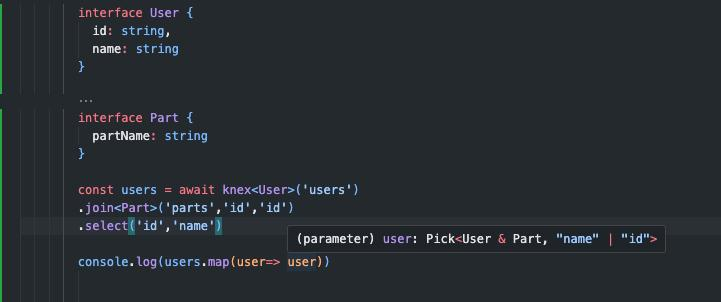 interface User {
id: string,
name: string
}
...
interface Part {
partName: string
}
const users = await knex<User>('users')
.join<Part>('parts','id','id')
.select('id','name')
(parameter) user: Pick<User & Part, "name" | "id">
console.log(users.map(user=> user))